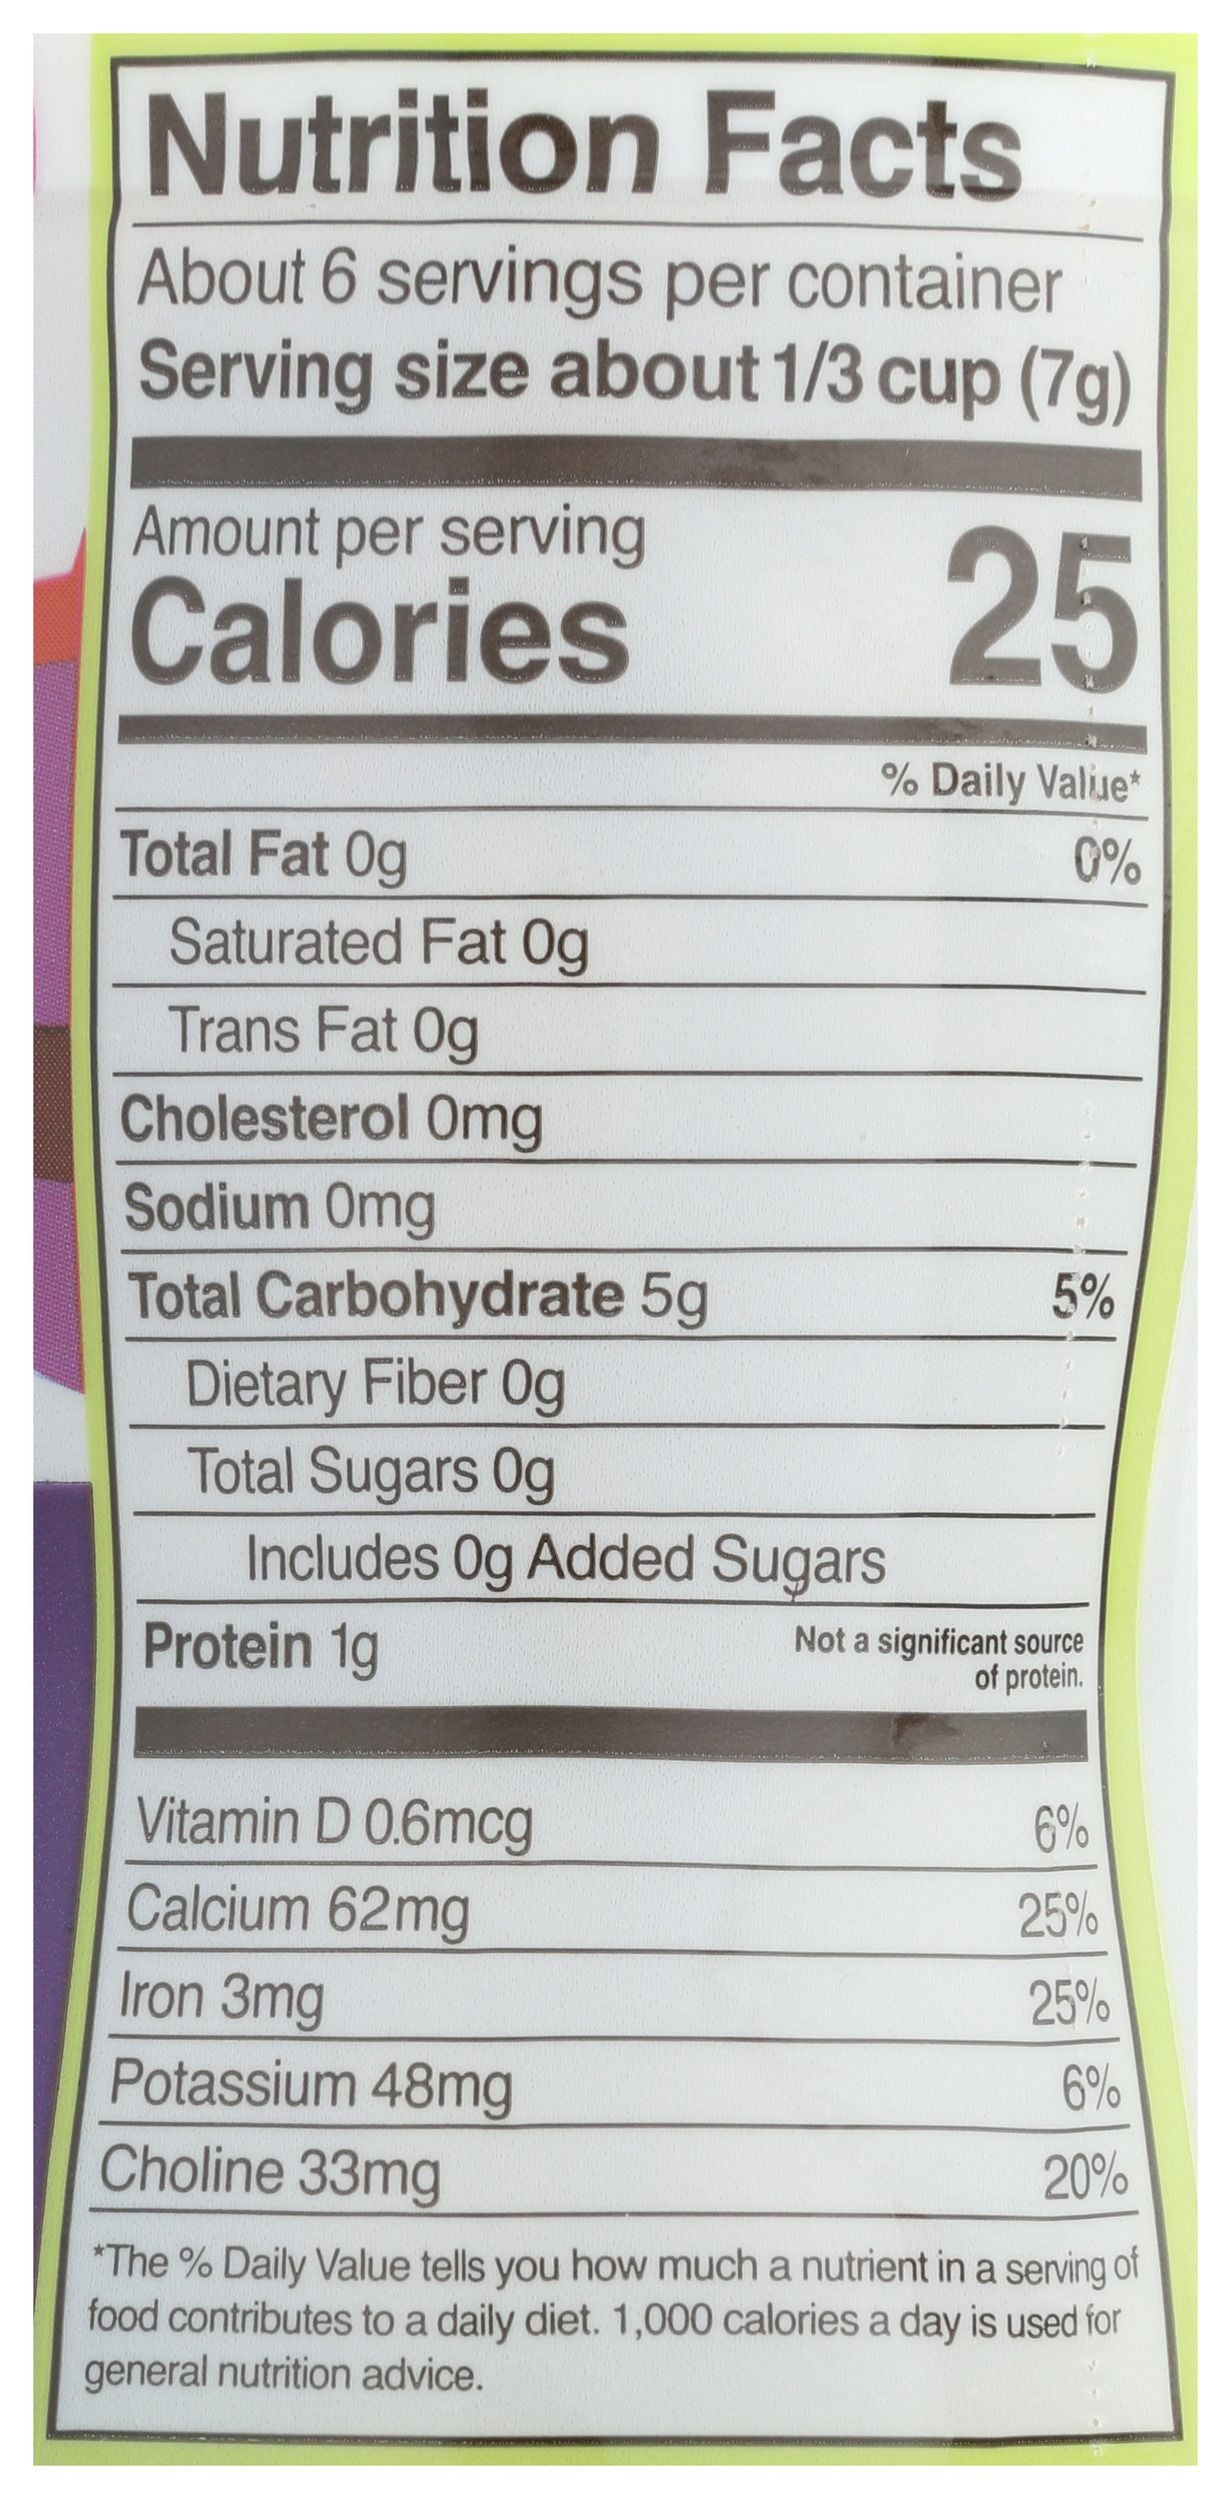 Nutrition Facts
About 6 servings per container
Serving size about 1/3 cup (7g)
Amount per serving
Calories 25
% Daily Value*
Total Fat 0g 0%
Saturated Fat 0g
Trans Fat 0g
Cholesterol 0mg
Sodium 0mg
Total Carbohydrate 5g 5%
Dietary Fiber 0g
Total Sugars 0g
Includes 0g Added Sugars
Protein 1g Not a significant source
of protein.
Vitamin D 0.6mcg 6%
Calcium 62mg 25%
Iron 3mg 25%
Potassium 48mg 6%
Choline 33mg 20%
*The % Daily Value tells you how much a nutrient in a serving of
food contributes to a daily diet. 1,000 calories a day is used for
general nutrition advice.